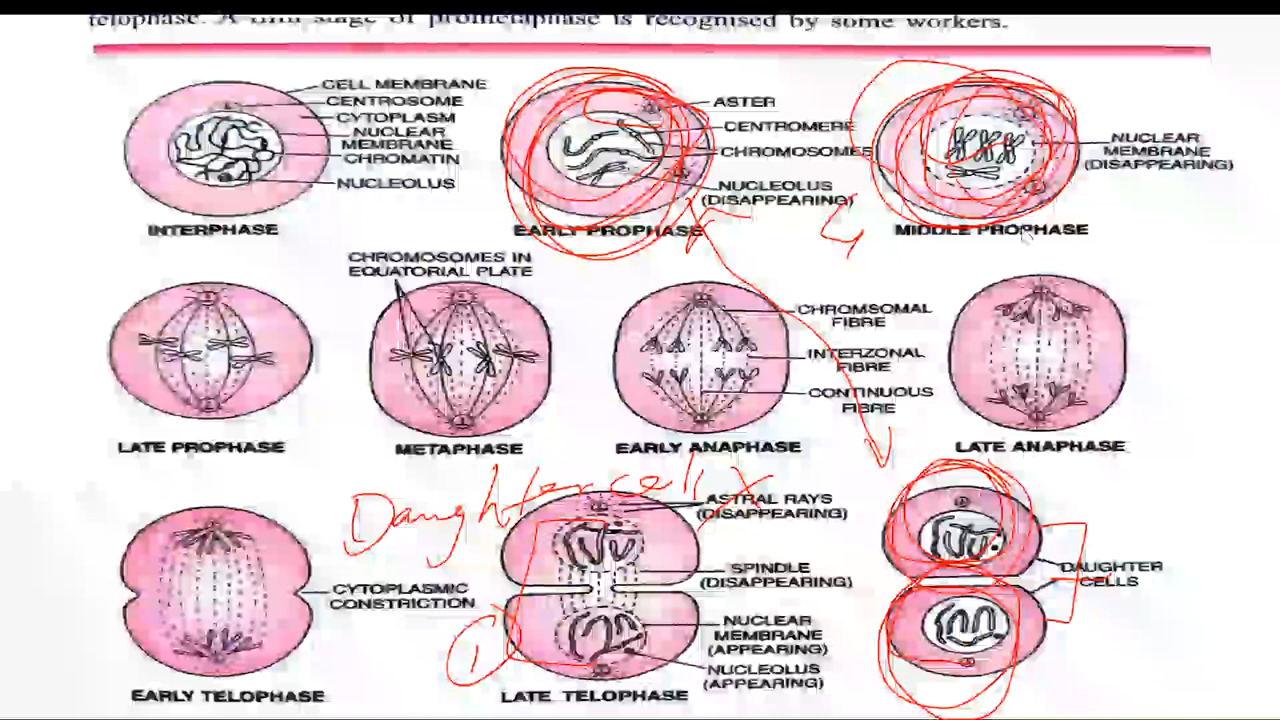 telophase. A fifth stage of prometaphase is recognised by some workers.
CELL MEMBRANE
CENTROSOME
CYTOPLASM
NUCLEAR
MEMBRANE
CHROMATIN
NUCLEOLUS
INTERPHASE
ASTER
CENTROMERE
CHROMOSOMES
NUCLEOLUS
(DISAPPEARING)
EARLY PROPHASE
NUCLEAR
MEMBRANE
(DISAPPEARING)
MIDDLE PROPHASE
LATE PROPHASE
CHROMOSOMES IN
EQUATORIAL PLATE
METAPHASE
CHROMSOMAL
FIBRE
INTERZONAL
FIBRE
CONTINUOUS
FIBRE
EARLY ANAPHASE
LATE ANAPHASE
Daughter cell
CYTOPLASMIC
CONSTRICTION
EARLY TELOPHASE
ASTRAL RAYS
(DISAPPEARING)
SPINDLE
(DISAPPEARING)
NUCLEAR
MEMBRANE
(APPEARING)
NUCLEOLUS
(APPEARING)
1
LATE TELOPHASE
DAUGHTER
CELLS